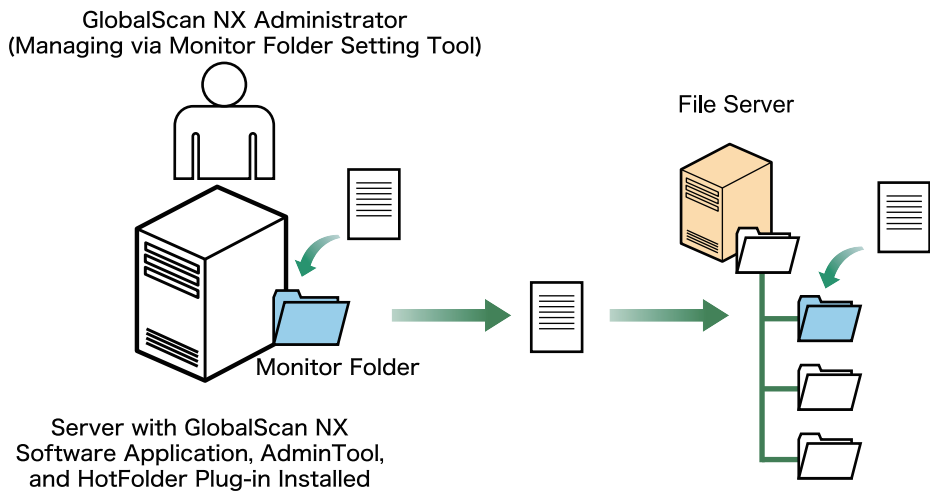 GlobalScan NX Administrator
(Managing via Monitor Folder Setting Tool)
File Server
Monitor Folder
Server with GlobalScan NX
Software Application, AdminTool,
and HotFolder Plug-in Installed